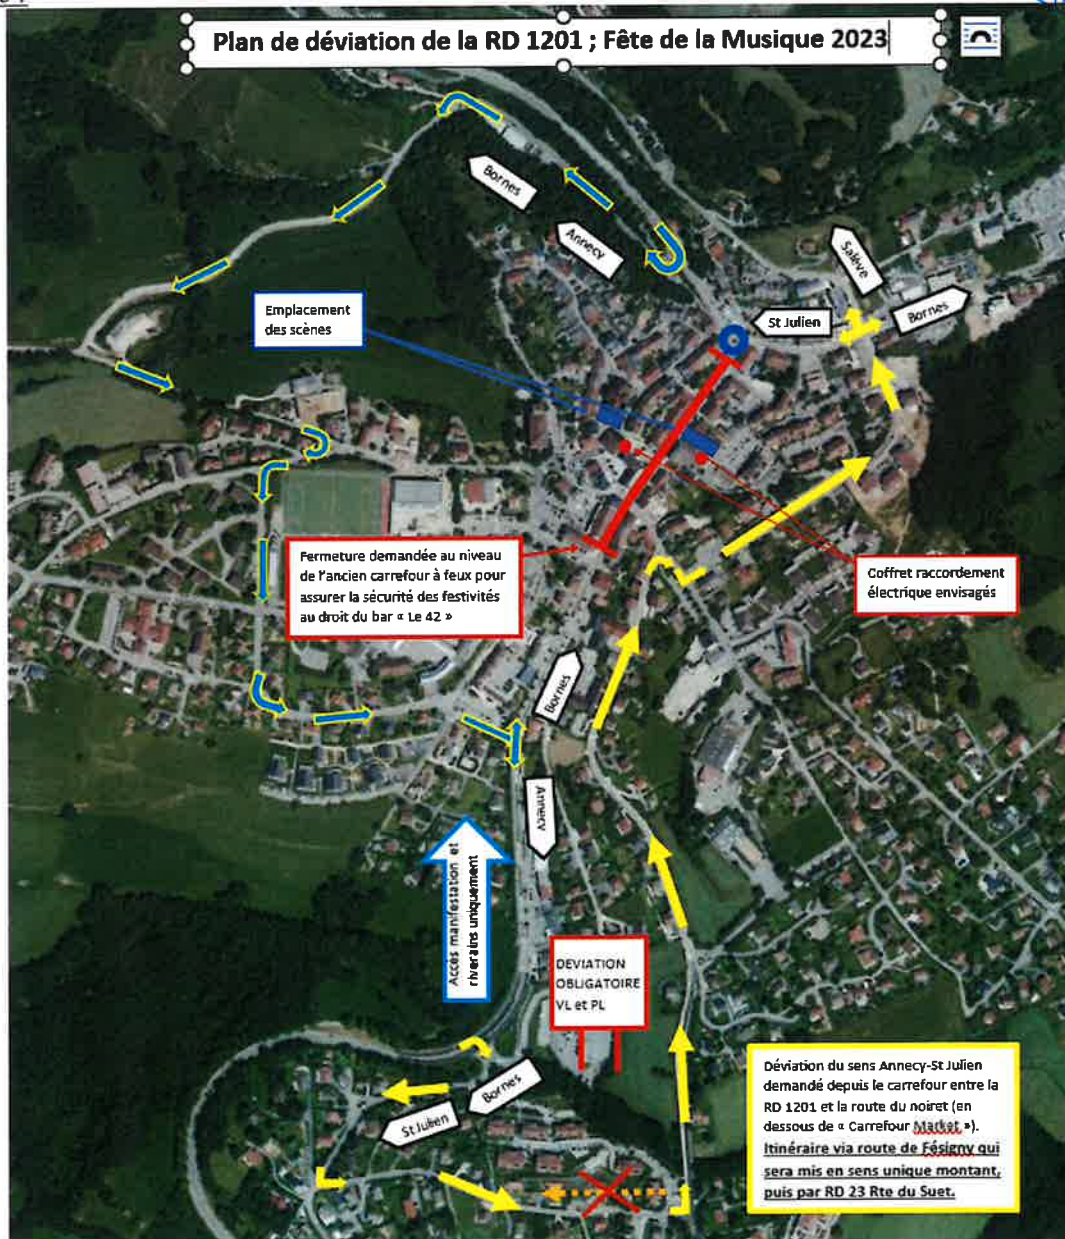 Plan de déviation de la RD 1201 ; Fête de la Musique 2023
Bornes
Annecy
Salève
Bornes
St Julien
Emplacement
des scènes
Fermeture demandée au niveau
de l'ancien carrefour à feux pour
assurer la sécurité des festivités
au droit du bar « Le 42 »
Coffret raccordement
électrique envisagés
Bornes
Annecy
Accès manifestation et
riverains uniquement
DEVIATION
OBLIGATOIRE
VL et PL
Bornes
St Julien
Déviation du sens Annecy-St Julien
demandé depuis le carrefour entre la
RD 1201 et la route du noiret (en
dessous de « Carrefour Market »).
Itinéraire via route de Fésigny qui
sera mis en sens unique montant,
puis par RD 23 Rte du Suet.